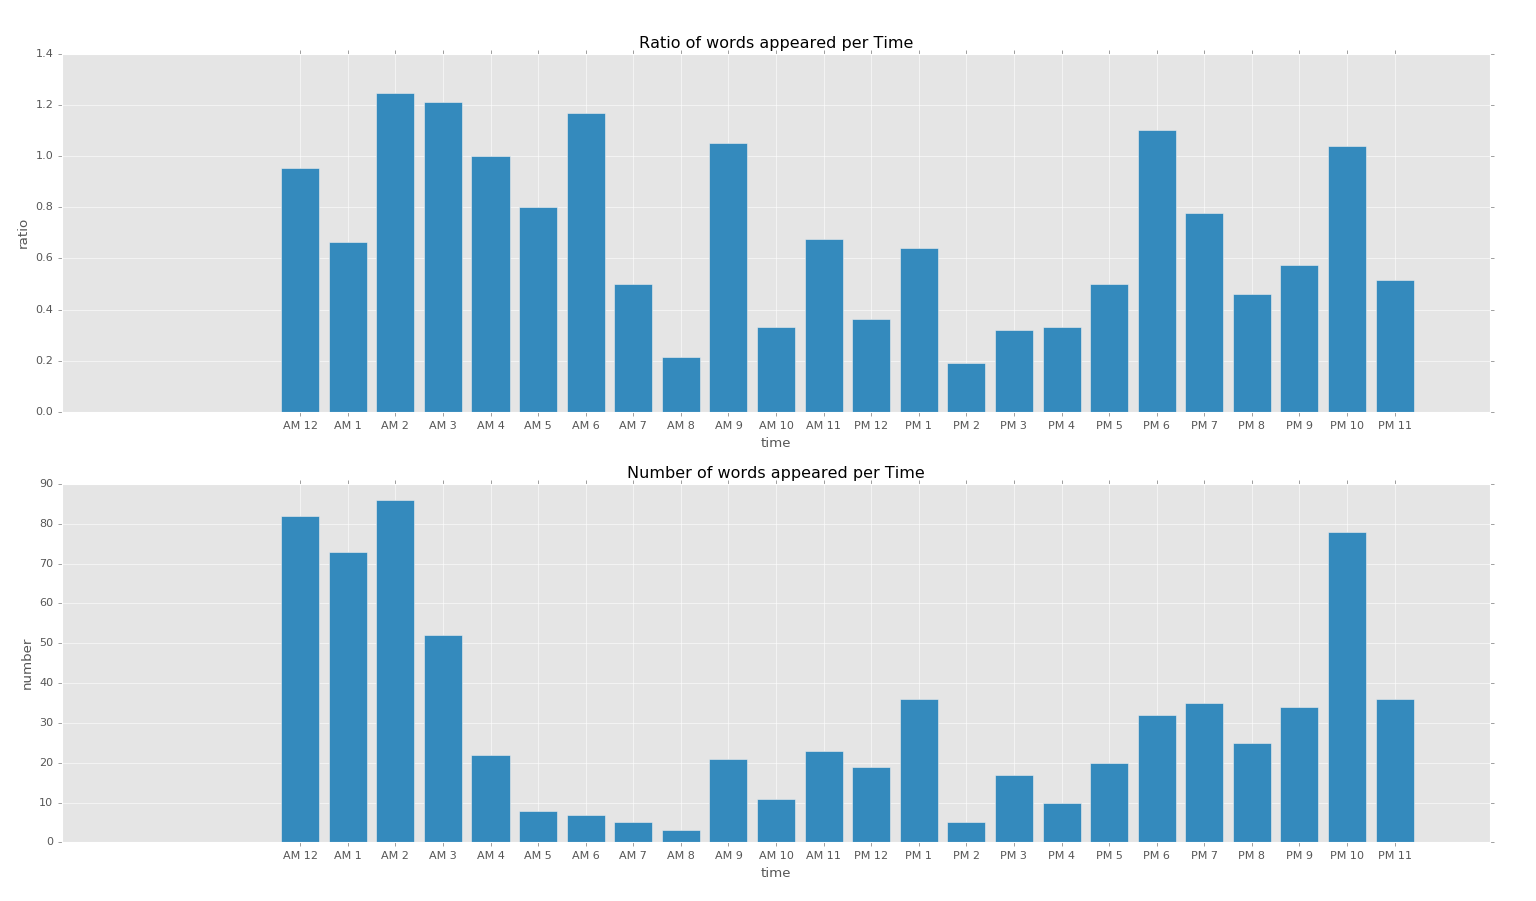 Ratio of words appeared per Time
1.4
1.2
1.0
0.8
0.6
0.4
0.2
0.0
ratio
AM 12 AM 1 AM 2 AM 3 AM 4 AM 5 AM 6 AM 7 AM 8 AM 9 AM 10 AM 11 PM 12 PM 1 PM 2 PM 3 PM 4 PM 5 PM 6 PM 7 PM 8 PM 9 PM 10 PM 11
time
Number of words appeared per Time
90
80
70
60
50
40
30
20
10
0
number
AM 12 AM 1 AM 2 AM 3 AM 4 AM 5 AM 6 AM 7 AM 8 AM 9 AM 10 AM 11 PM 12 PM 1 PM 2 PM 3 PM 4 PM 5 PM 6 PM 7 PM 8 PM 9 PM 10 PM 11
time